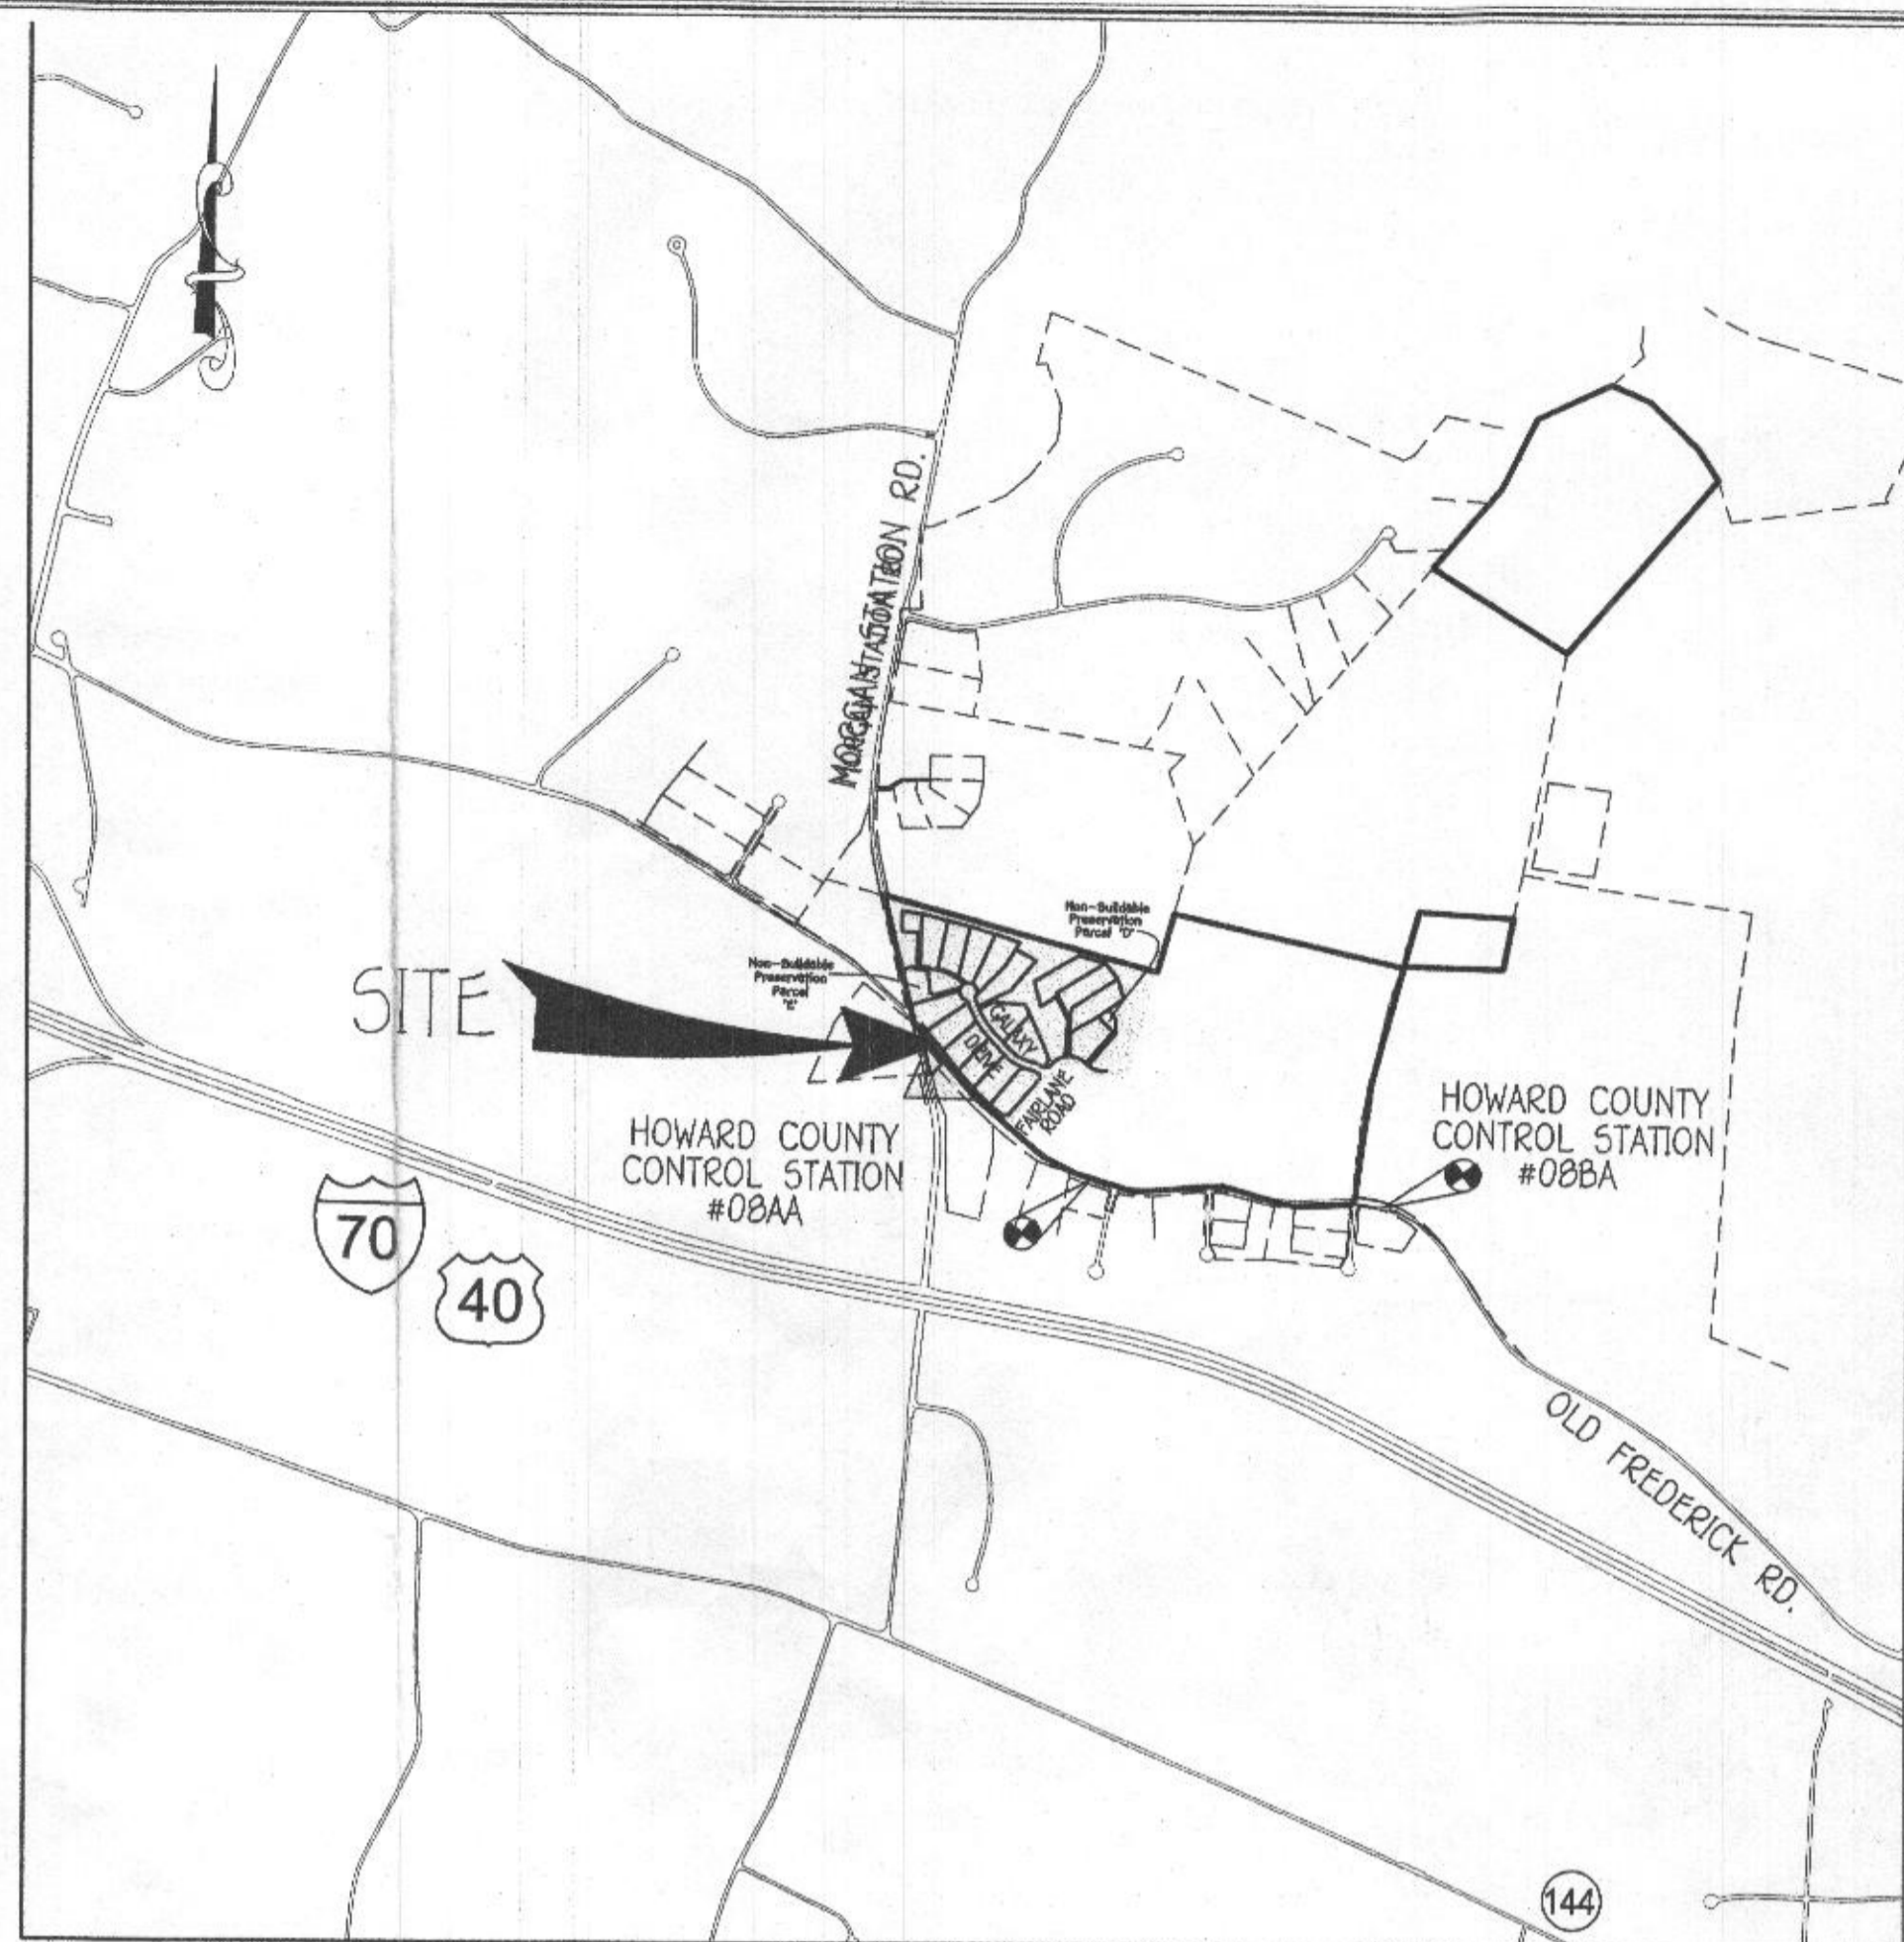 MORGAN STATION RD.
Non-Buildable
Preservation
Parcel "D"
Non-Buildable
Preservation
Parcel
"E"
SITE
GALAXY
DRIVE
FAIRLANE
ROAD
HOWARD COUNTY
CONTROL STATION
#08AA
HOWARD COUNTY
CONTROL STATION
#08BA
70
40
OLD FREDERICK RD.
144